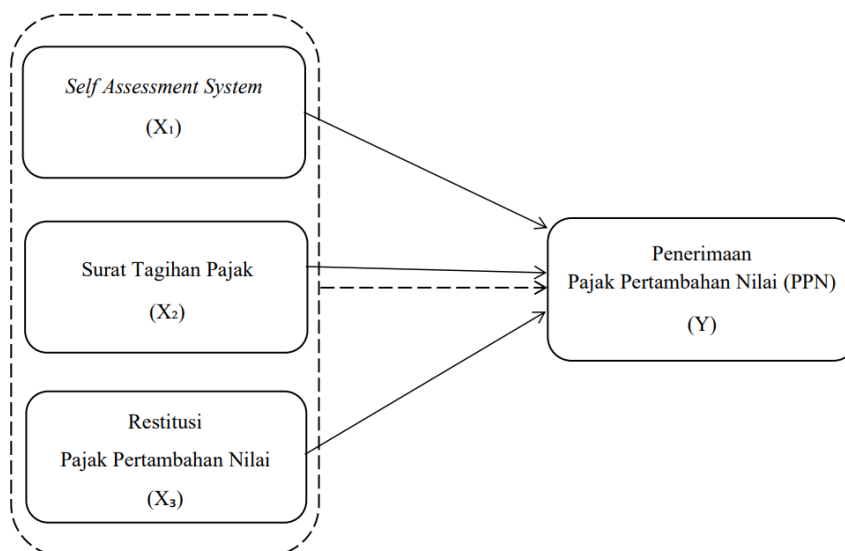 Self Assessment System
(X₁)
Surat Tagihan Pajak
(X₂)
Restitusi
Pajak Pertambahan Nilai
(X₃)
Penerimaan
Pajak Pertambahan Nilai (PPN)
(Y)